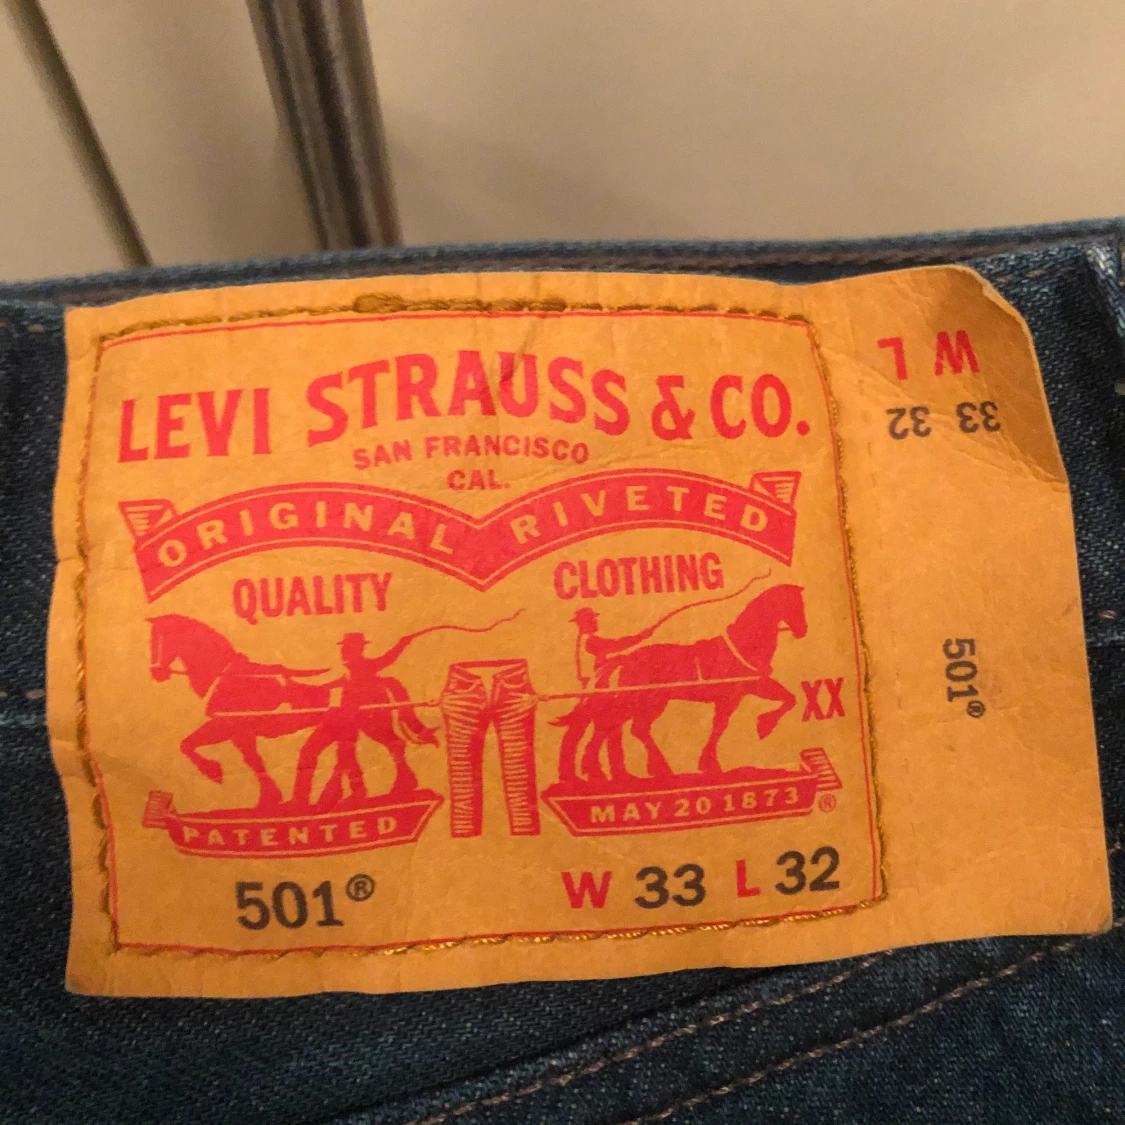 LEVI STRAUSS & CO.
SAN FRANCISCO
CAL.
ORIGINAL RIVETED
QUALITY CLOTHING
XX
PATENTED
MAY 20 1873 ®
501® W 33 L 32
W L
33 32
501®